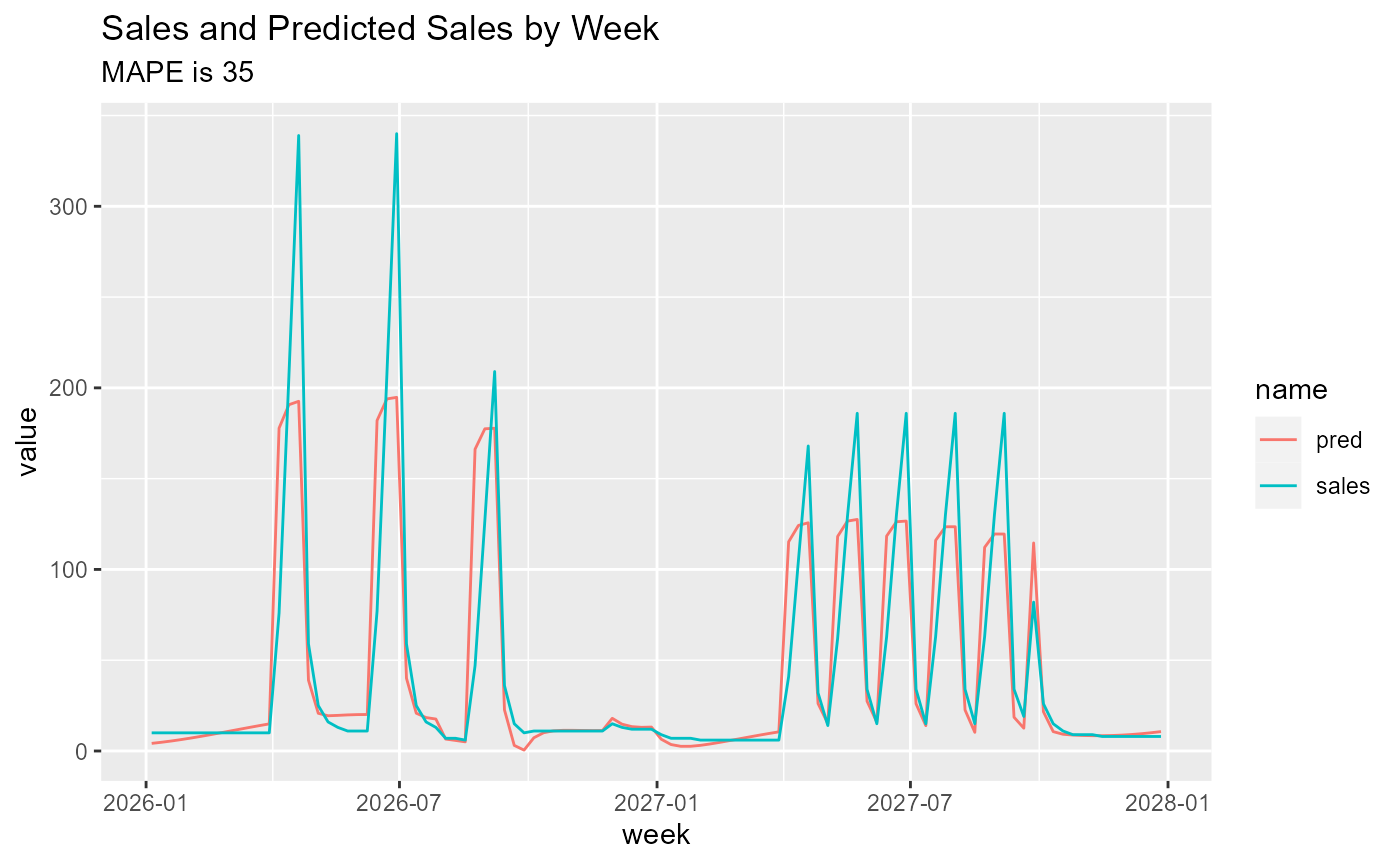 Sales and Predicted Sales by Week
MAPE is 35
300
200
100
0
value
2026-01
2026-07
2027-01
2027-07
2028-01
week
name
pred
sales